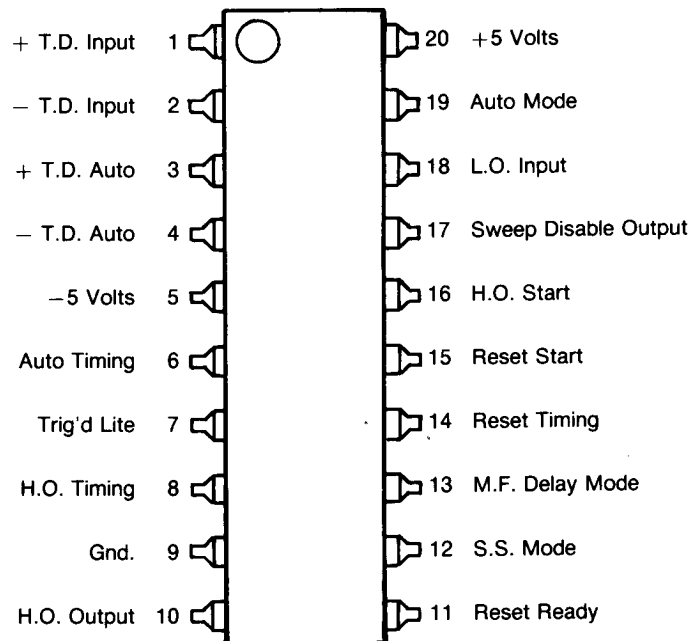 + T.D. Input 1
20 +5 Volts
− T.D. Input 2
19 Auto Mode
+ T.D. Auto 3
18 L.O. Input
− T.D. Auto 4
17 Sweep Disable Output
−5 Volts 5
16 H.O. Start
Auto Timing 6
15 Reset Start
Trig'd Lite 7
14 Reset Timing
H.O. Timing 8
13 M.F. Delay Mode
Gnd. 9
12 S.S. Mode
H.O. Output 10
11 Reset Ready